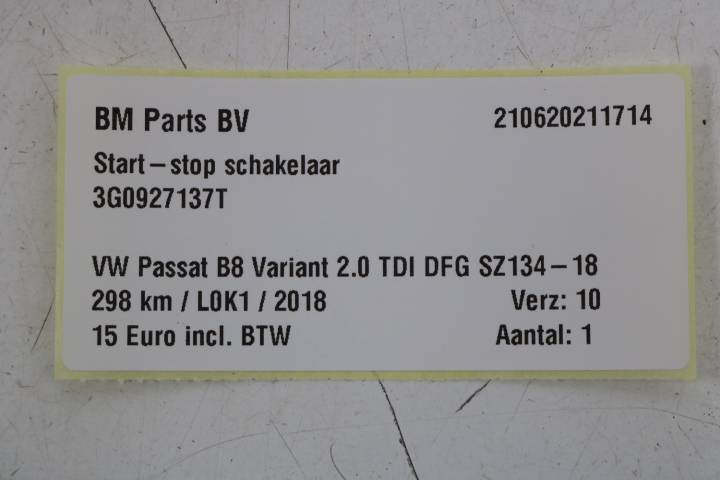 BM Parts BV 210620211714
Start-stop schakelaar
3G0927137T
VW Passat B8 Variant 2.0 TDI DFG SZ134-18
298 km / L0K1 / 2018 Verz: 10
15 Euro incl. BTW Aantal: 1